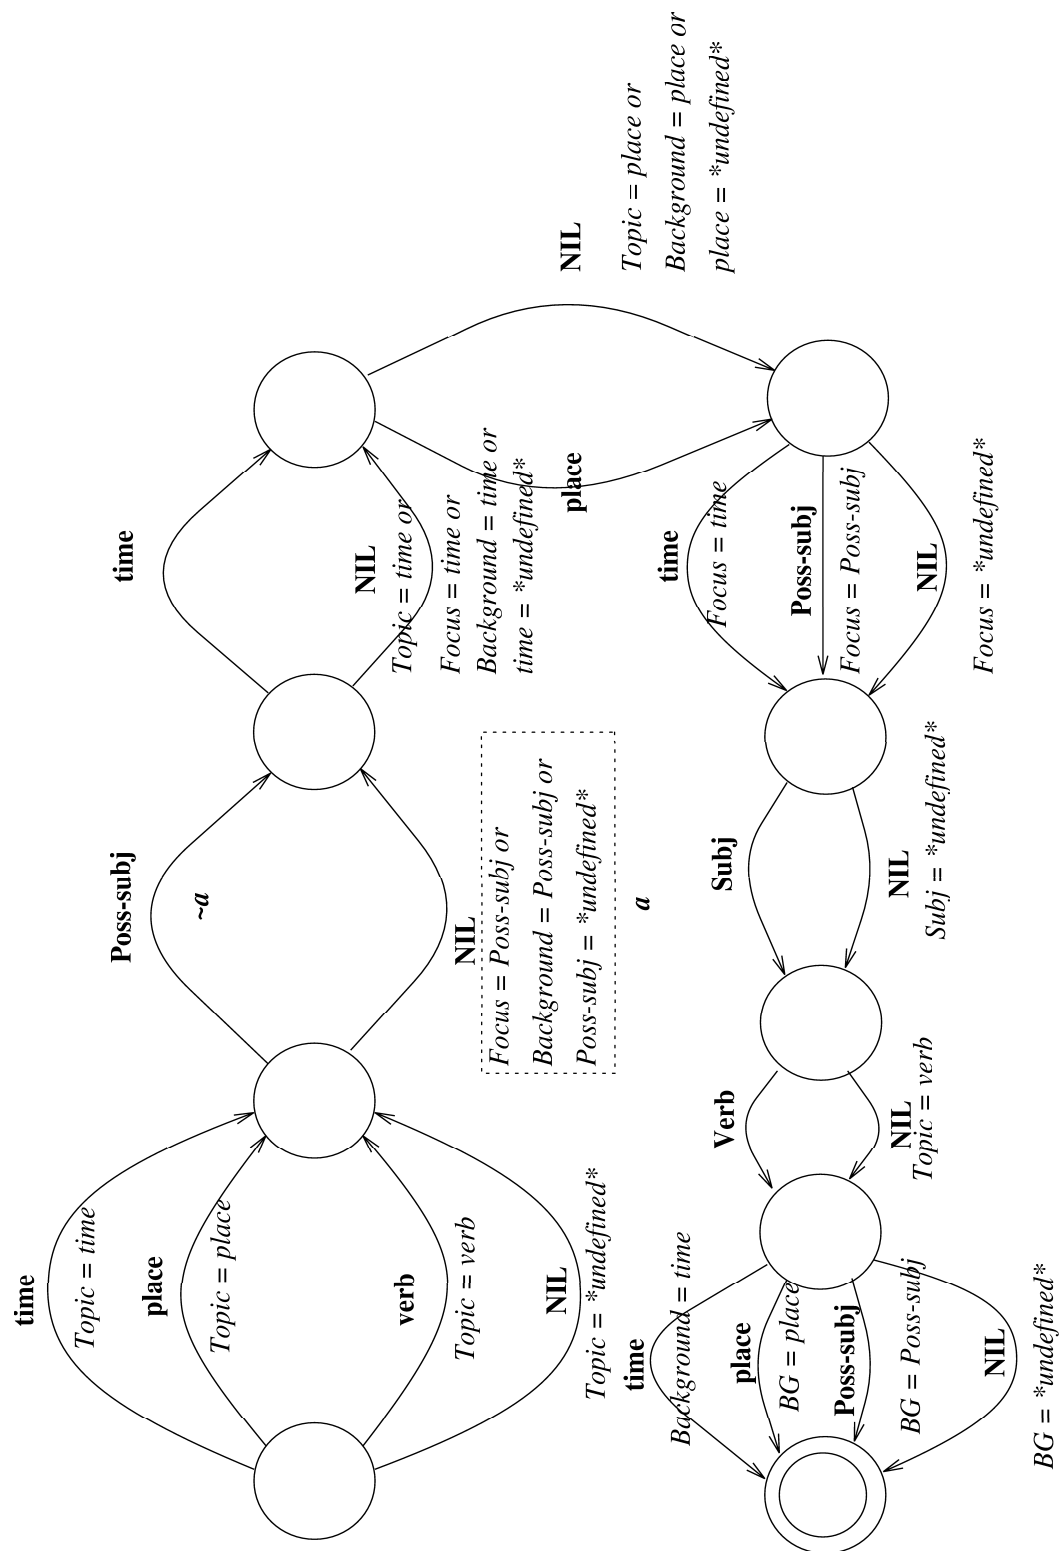 time
Topic = time
place
Topic = place
verb
Topic = verb
NIL
Topic = *undefined*
Poss-subj
~a
NIL
Focus = Poss-subj or
Background = Poss-subj or
Poss-subj = *undefined*
a
time
NIL
Topic = time or
Focus = time or
Background = time or
time = *undefined*
place
NIL
Topic = place or
Background = place or
place = *undefined*
time
Focus = time
Poss-subj
Focus = Poss-subj
NIL
Focus = *undefined*
Subj
NIL
Subj = *undefined*
Verb
NIL
Topic = verb
time
Background = time
place
BG = place
Poss-subj
BG = Poss-subj
NIL
BG = *undefined*